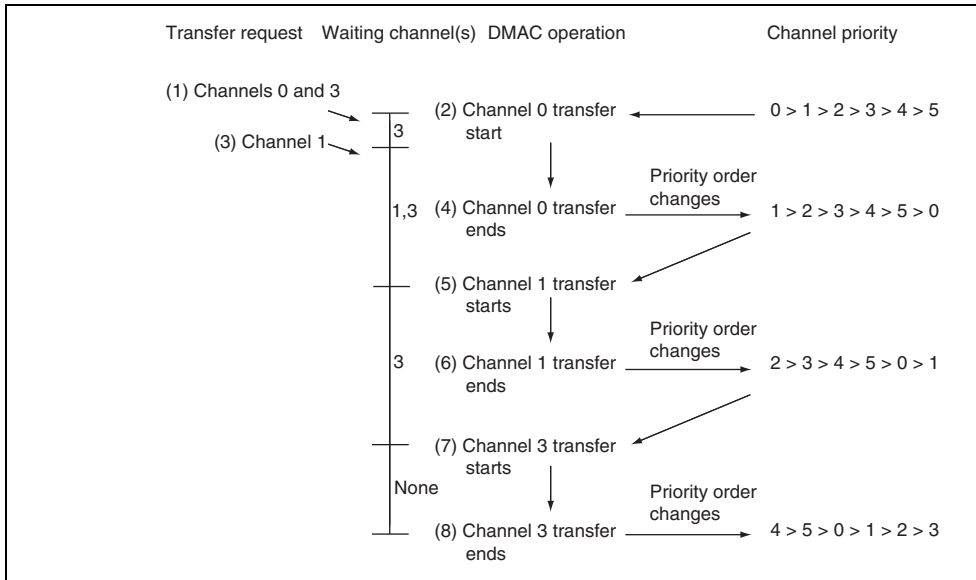 Transfer request Waiting channel(s) DMAC operation Channel priority
(1) Channels 0 and 3
(2) Channel 0 transfer
start
0 > 1 > 2 > 3 > 4 > 5
3
(3) Channel 1
1,3
(4) Channel 0 transfer
ends
Priority order
changes
1 > 2 > 3 > 4 > 5 > 0
(5) Channel 1 transfer
starts
3
(6) Channel 1 transfer
ends
Priority order
changes
2 > 3 > 4 > 5 > 0 > 1
(7) Channel 3 transfer
starts
None
(8) Channel 3 transfer
ends
Priority order
changes
4 > 5 > 0 > 1 > 2 > 3